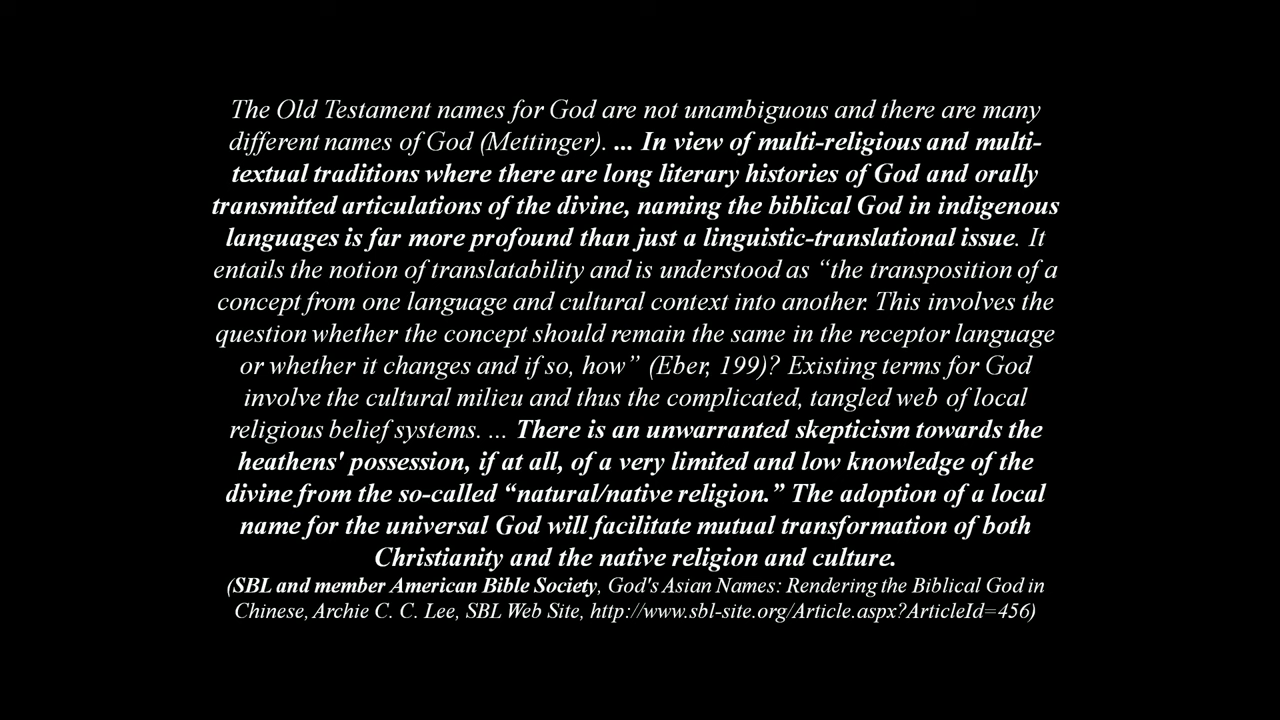 The Old Testament names for God are not unambiguous and there are many
different names of God (Mettinger). ... In view of multi-religious and multi-
textual traditions where there are long literary histories of God and orally
transmitted articulations of the divine, naming the biblical God in indigenous
languages is far more profound than just a linguistic-translational issue. It
entails the notion of translatability and is understood as “the transposition of a
concept from one language and cultural context into another. This involves the
question whether the concept should remain the same in the receptor language
or whether it changes and if so, how” (Eber, 199)? Existing terms for God
involve the cultural milieu and thus the complicated, tangled web of local
religious belief systems. ... There is an unwarranted skepticism towards the
heathens' possession, if at all, of a very limited and low knowledge of the
divine from the so-called “natural/native religion.” The adoption of a local
name for the universal God will facilitate mutual transformation of both
Christianity and the native religion and culture.
(SBL and member American Bible Society, God's Asian Names: Rendering the Biblical God in
Chinese, Archie C. C. Lee, SBL Web Site, http://www.sbl-site.org/Article.aspx?ArticleId=456)